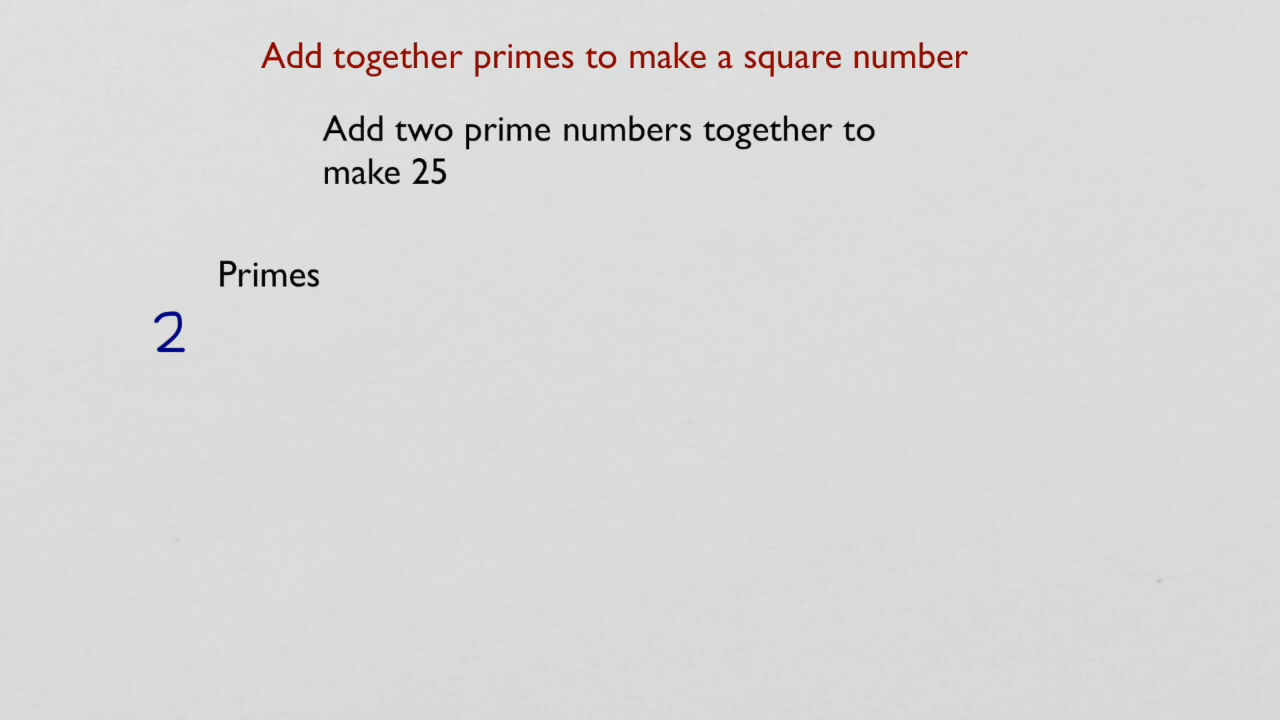 Add together primes to make a square number
Add two prime numbers together to
make 25
Primes
2